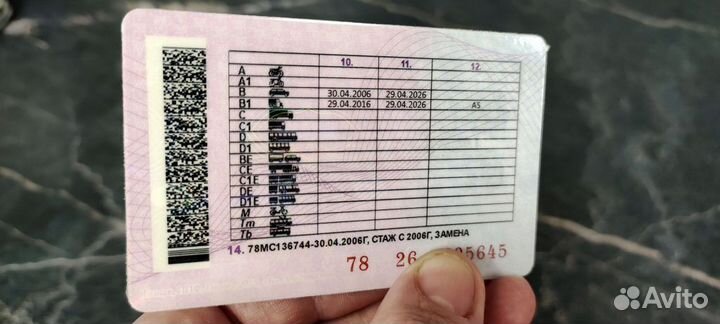 10. 11. 12.
A
A1
B 30.04.2006 29.04.2026
B1 29.04.2016 29.04.2026 AS
C
C1
D
D1
BE
CE
C1E
DE
D1E
M
Tm
Tb
14. 78МС136744-30.04.2006Г, СТАЖ С 2006Г, ЗАМЕНА
78 26 5645
Avito